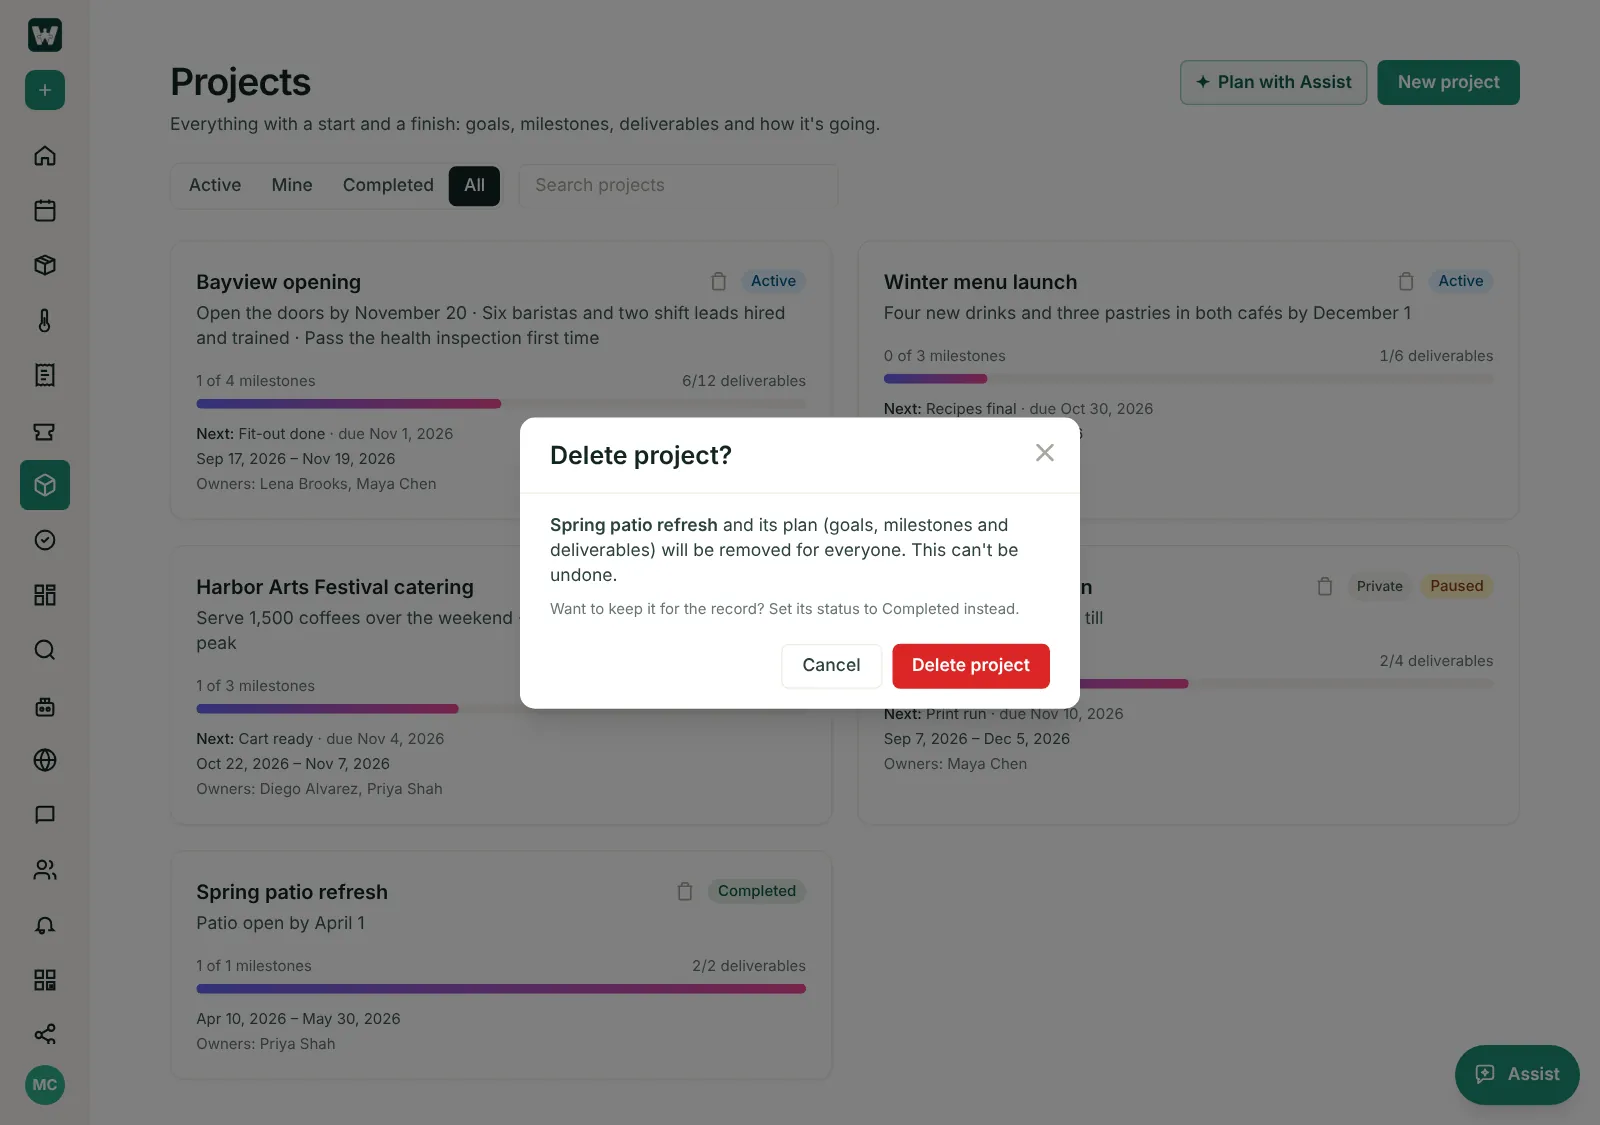 W
Projects
Everything with a start and a finish: goals, milestones, deliverables and how it's going.
Plan with Assist
New project
Active
Mine
Completed
All
Search projects
Bayview opening
Active
Open the doors by November 20 · Six baristas and two shift leads hired
and trained · Pass the health inspection first time
1 of 4 milestones
6/12 deliverables
Next: Fit-out done · due Nov 1, 2026
Sep 17, 2026 – Nov 19, 2026
Owners: Lena Brooks, Maya Chen
Winter menu launch
Active
Four new drinks and three pastries in both cafés by December 1
0 of 3 milestones
1/6 deliverables
Next: Recipes final · due Oct 30, 2026
Delete project?
Spring patio refresh and its plan (goals, milestones and
deliverables) will be removed for everyone. This can't be
undone.
Want to keep it for the record? Set its status to Completed instead.
Cancel
Delete project
Harbor Arts Festival catering
Serve 1,500 coffees over the weekend ·
peak
1 of 3 milestones
Next: Cart ready · due Nov 4, 2026
Oct 22, 2026 – Nov 7, 2026
Owners: Diego Alvarez, Priya Shah
Private
Paused
till
2/4 deliverables
Next: Print run · due Nov 10, 2026
Sep 7, 2026 – Dec 5, 2026
Owners: Maya Chen
Spring patio refresh
Completed
Patio open by April 1
1 of 1 milestones
2/2 deliverables
Apr 10, 2026 – May 30, 2026
Owners: Priya Shah
MC
Assist